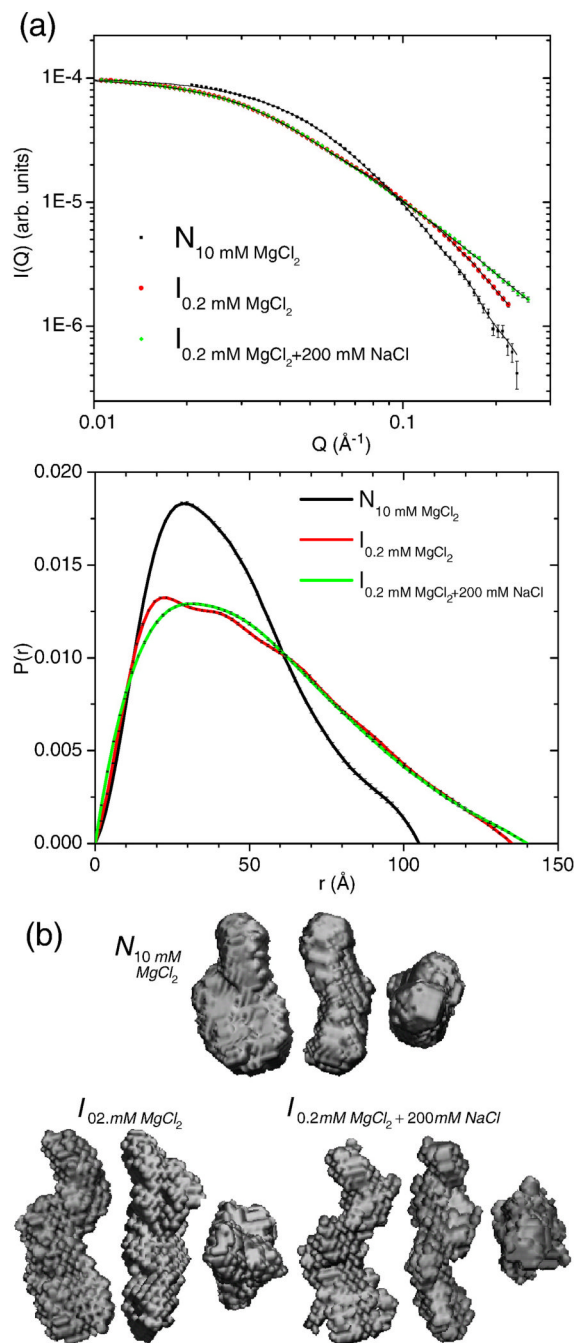 (a)
1E-4
1E-5
1E-6
I(Q) (arb. units)
N10 mM MgCl2
I0.2 mM MgCl2
I0.2 mM MgCl2+200 mM NaCl
0.01
0.1
Q (Å-1)
0.020
0.015
0.010
0.005
0.000
P(r)
N10 mM MgCl2
I0.2 mM MgCl2
I0.2 mM MgCl2+200 mM NaCl
0
50
100
150
r (Å)
(b)
N10 mM
MgCl2
I02.mM MgCl2
I0.2mM MgCl2 + 200mM NaCl